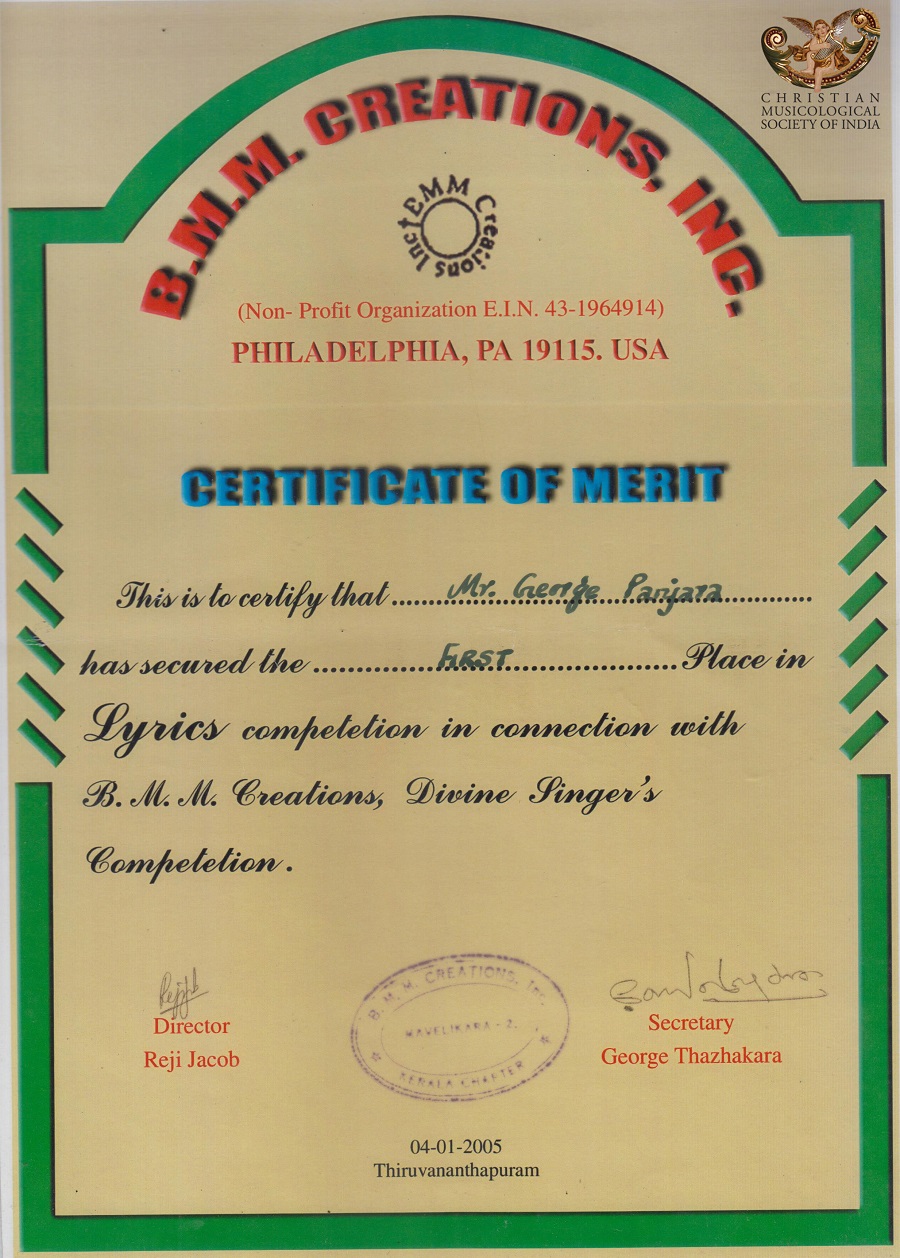 CHRISTIAN
MUSICOLOGICAL
SOCIETY OF INDIA
B.M.M. CREATIONS, INC.
BMM Creations Inc
(Non- Profit Organization E.I.N. 43-1964914)
PHILADELPHIA, PA 19115. USA
CERTIFICATE OF MERIT
This is to certify that ........Mr. George Panjara............
has secured the ................FIRST....................... Place in
Lyrics competetion in connection with
B. M. M. Creations, Divine Singer's
Competetion.
Director
Reji Jacob
B. M. M. CREATIONS, Inc.
MAVELIKARA - 2.
KERALA CHAPTER
Secretary
George Thazhakara
04-01-2005
Thiruvananthapuram